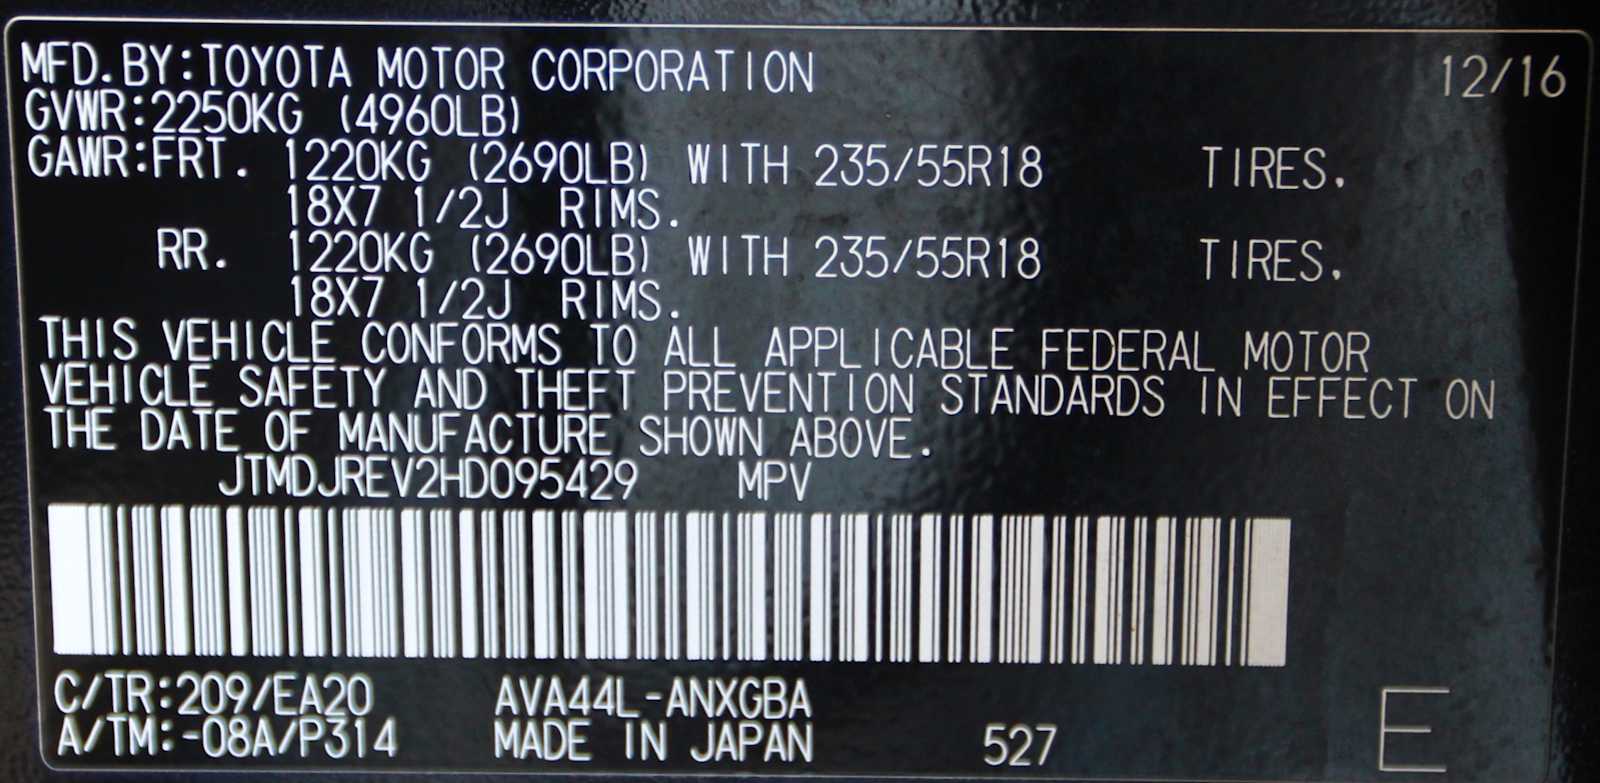 MFD.BY:TOYOTA MOTOR CORPORATION 12/16
GVWR:2250KG (4960LB)
GAWR:FRT. 1220KG (2690LB) WITH 235/55R18 TIRES.
18X7 1/2J RIMS.
RR. 1220KG (2690LB) WITH 235/55R18 TIRES.
18X7 1/2J RIMS.
THIS VEHICLE CONFORMS TO ALL APPLICABLE FEDERAL MOTOR
VEHICLE SAFETY AND THEFT PREVENTION STANDARDS IN EFFECT ON
THE DATE OF MANUFACTURE SHOWN ABOVE.
JTMDJREV2HD095429 MPV
C/TR:209/EA20 AVA44L-ANXGBA
A/TM:-08A/P314 MADE IN JAPAN 527 E